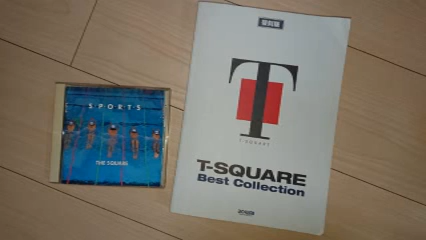 SPORTS
THE SQUARE
T
T-SQUARE
T-SQUARE
Best Collection